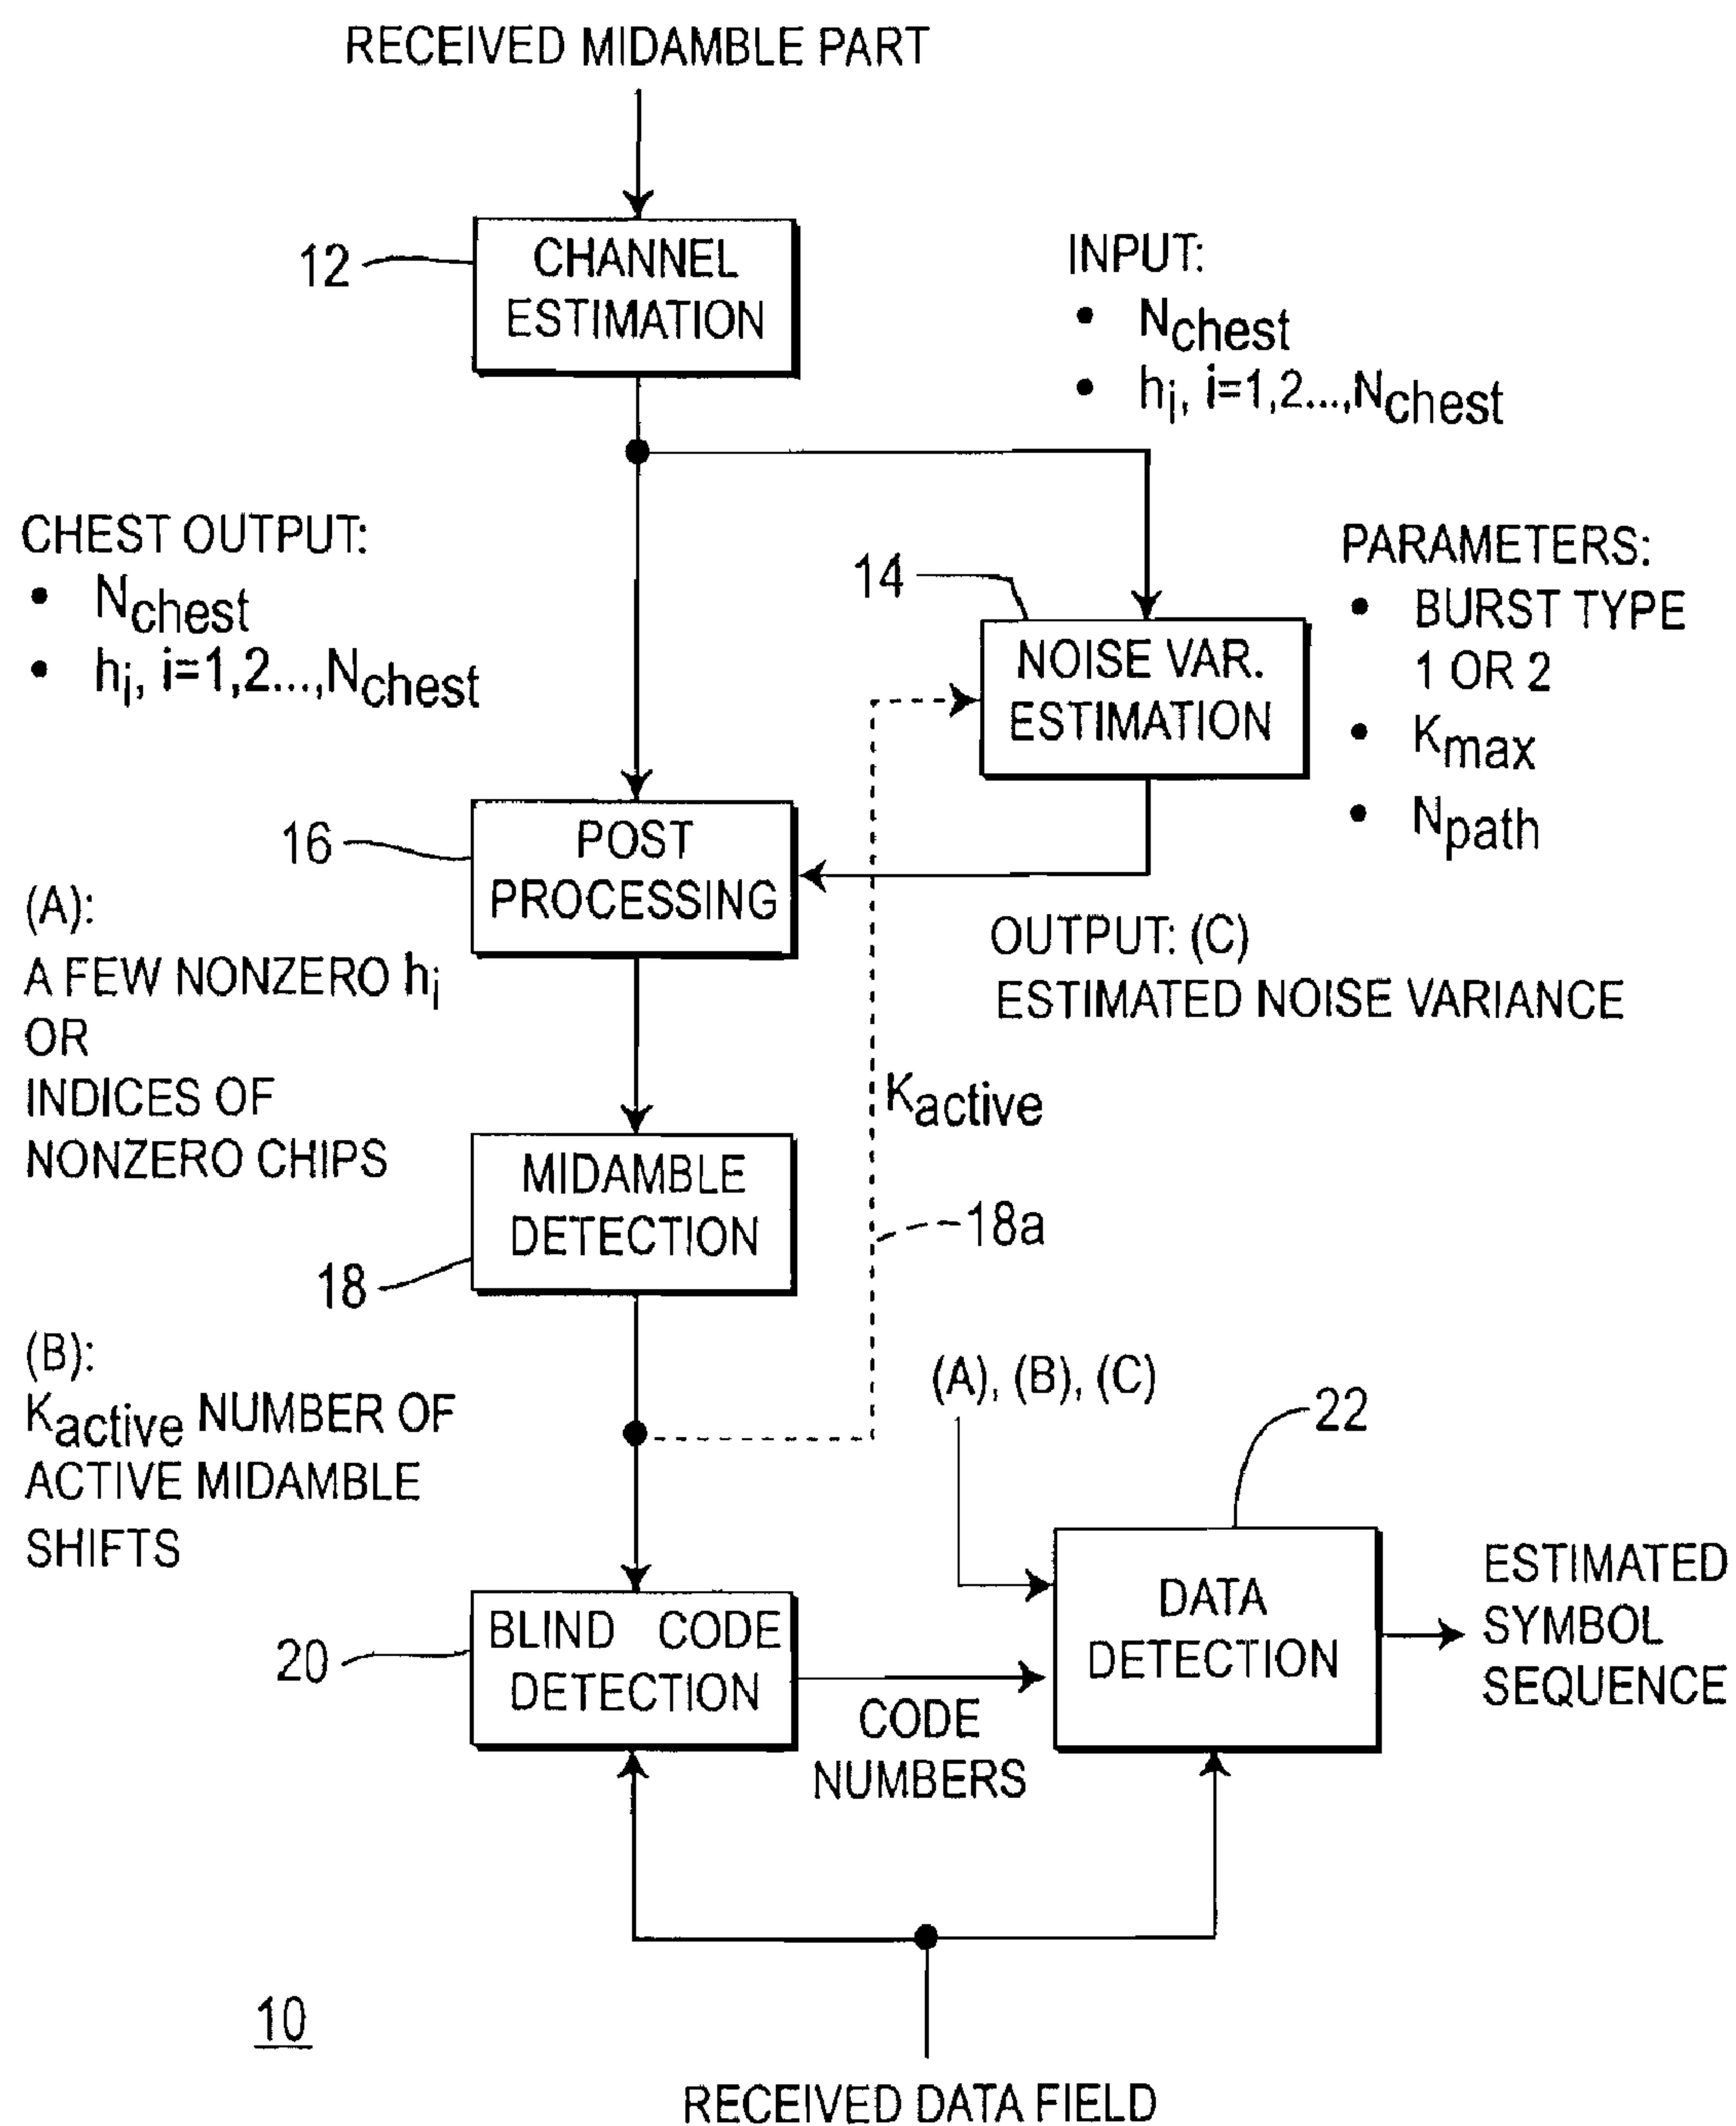 RECEIVED MIDAMBLE PART
12
CHANNEL
ESTIMATION
INPUT:
• Nchest
• hi, i=1,2...,Nchest
CHEST OUTPUT:
• Nchest
• hi, i=1,2...,Nchest
14
NOISE VAR.
ESTIMATION
PARAMETERS:
• BURST TYPE
1 OR 2
• Kmax
• Npath
16
POST
PROCESSING
(A):
A FEW NONZERO hi
OR
INDICES OF
NONZERO CHIPS
OUTPUT: (C)
ESTIMATED NOISE VARIANCE
Kactive
18a
MIDAMBLE
DETECTION
18
(B):
Kactive NUMBER OF
ACTIVE MIDAMBLE
SHIFTS
(A), (B), (C)
22
20
BLIND CODE
DETECTION
CODE
NUMBERS
DATA
DETECTION
ESTIMATED
SYMBOL
SEQUENCE
10
RECEIVED DATA FIELD